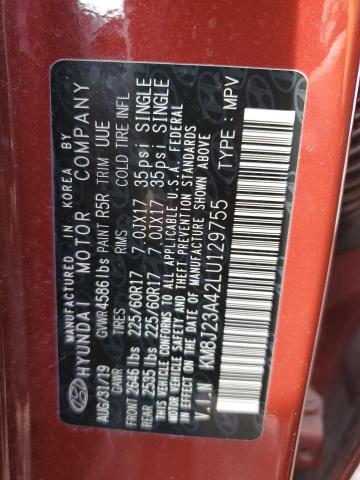 MANUFACTURED IN KOREA BY
HYUNDAI MOTOR COMPANY
AUG/31/19 GVWR 4586 lbs PAINT R5R TRIM UUE
GAWR TIRES RIMS COLD TIRE INFL
FRONT 2646 lbs 225/60R17 7.0JX17 35psi SINGLE
REAR 2535 lbs 225/60R17 7.0JX17 35psi SINGLE
THIS VEHICLE CONFORMS TO ALL APPLICABLE U.S.A. FEDERAL
MOTOR VEHICLE SAFETY AND THEFT PREVENTION STANDARDS
IN EFFECT ON THE DATE OF MANUFACTURE SHOWN ABOVE
V.I.N KM8J23A42LU129755 TYPE : MPV